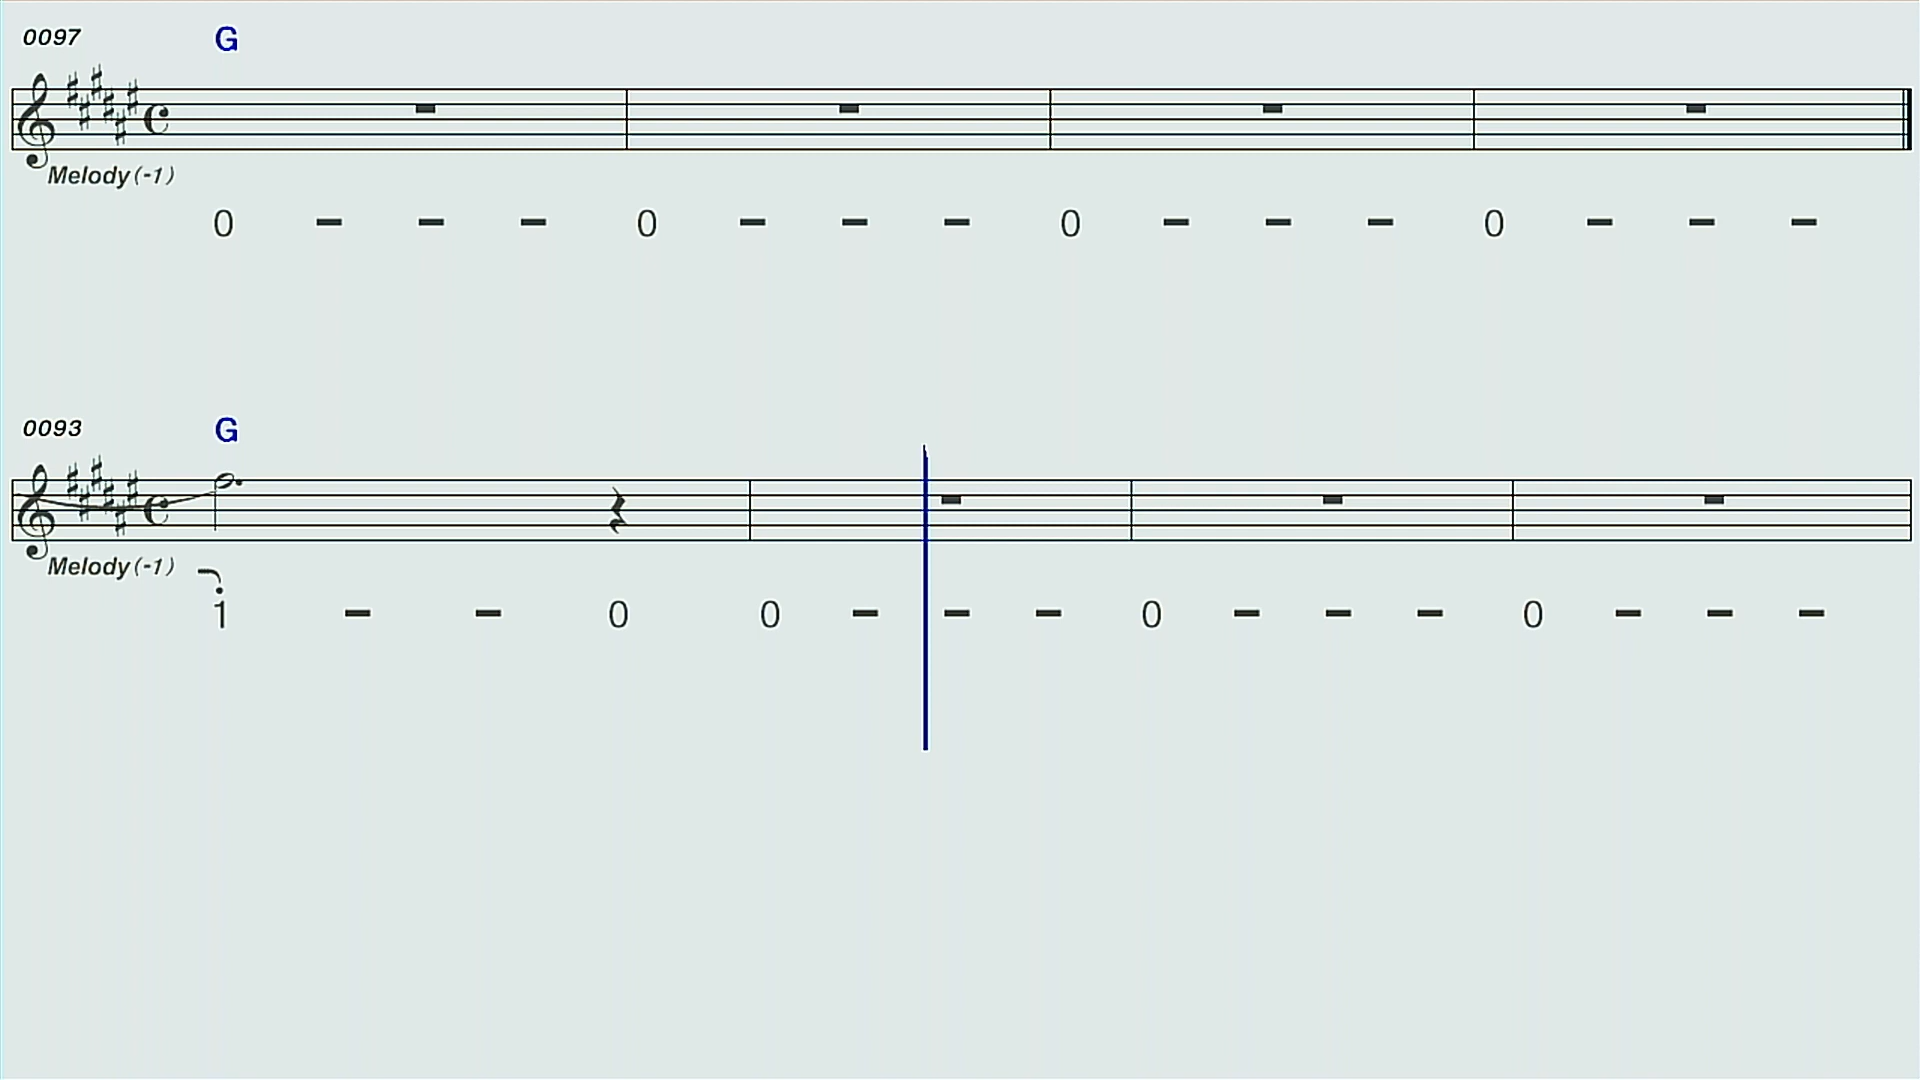 0097 G
Melody(-1)
0 - - - 0 - - - 0 - - - 0 - - -
0093 G
Melody(-1)
1 - - 0 0 - - - 0 - - - 0 - - -